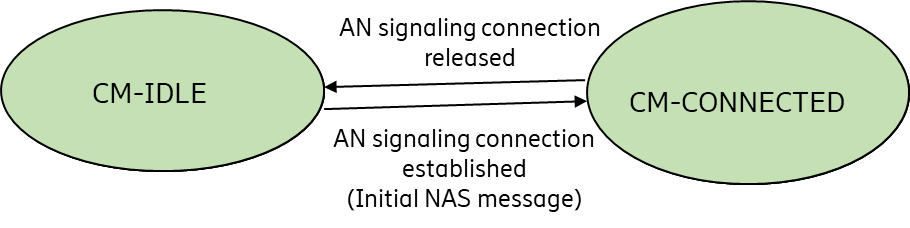 AN signaling connection
released
CM-IDLE
CM-CONNECTED
AN signaling connection
established
(Initial NAS message)